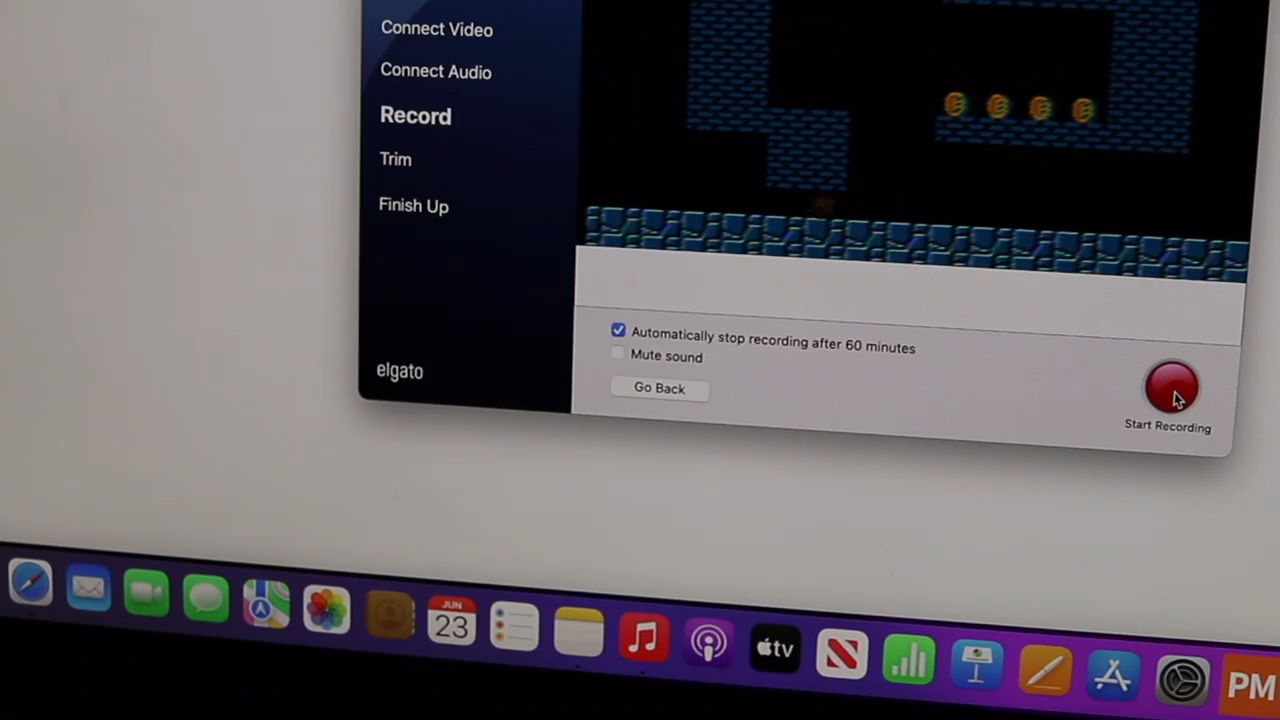 Connect Video
Connect Audio
Record
Trim
Finish Up
elgato
Automatically stop recording after 60 minutes
Mute sound
Go Back
Start Recording
JUN
23
tv
PM